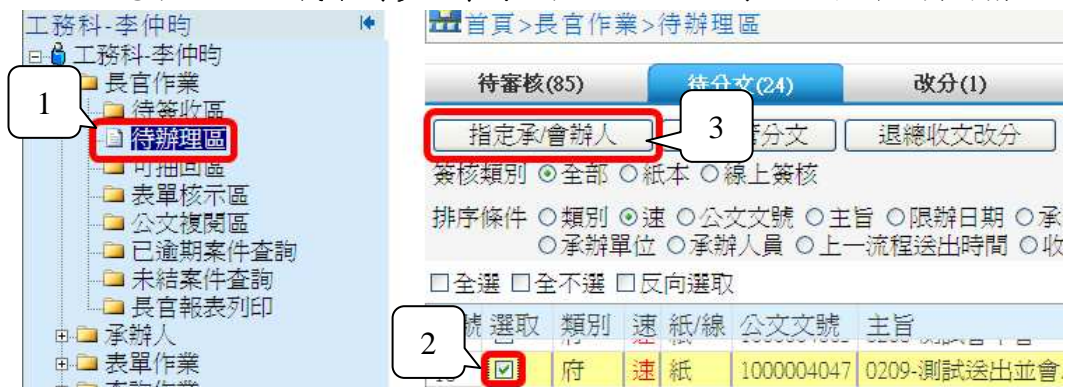 工務科-李仲昀
工務科-李仲昀
長官作業
待簽收區
待辦理區
可抽回區
表單核示區
公文複閱區
已逾期案件查詢
未結案件查詢
長官報表列印
承辦人
表單作業
1
首頁>長官作業>待辦理區
待審核(85) 待分文(24) 改分(1)
指定承/會辦人 分文 退總收文改分
3
簽核類別 全部 紙本 線上簽核
排序條件 類別 速 公文文號 主旨 限辦日期 承
承辦單位 承辦人員 上一流程送出時間 收
全選 全不選 反向選取
號 選取 類別 速 紙/線 公文文號 主旨
2
府 速 紙 1000004047 0209-測試送出並會